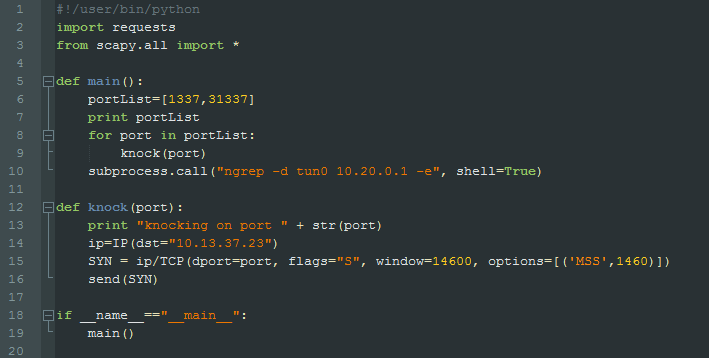 1 #!/user/bin/python
2 import requests
3 from scapy.all import *
4
5 def main():
6 portList=[1337,31337]
7 print portList
8 for port in portList:
9 knock(port)
10 subprocess.call("ngrep -d tun0 10.20.0.1 -e", shell=True)
11
12 def knock(port):
13 print "knocking on port " + str(port)
14 ip=IP(dst="10.13.37.23")
15 SYN = ip/TCP(dport=port, flags="S", window=14600, options=[('MSS',1460)])
16 send(SYN)
17
18 if __name__=="__main__":
19 main()
20